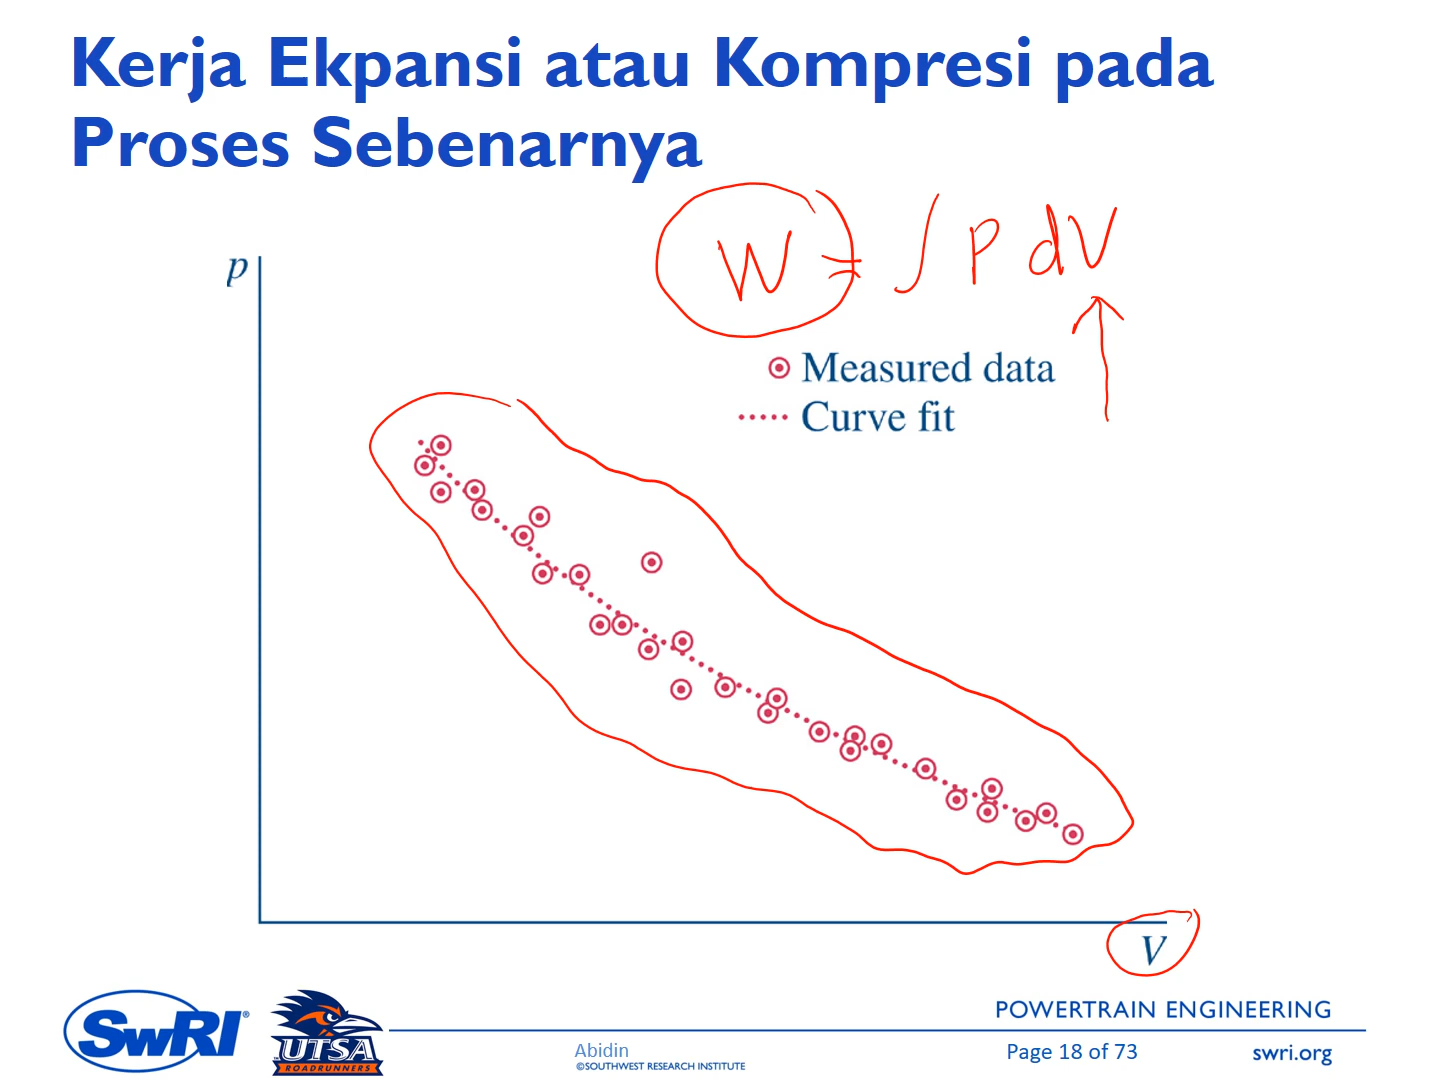 Kerja Ekpansi atau Kompresi pada
Proses Sebenarnya
W = ∫ P dV
p
Measured data
Curve fit
V
SwRI®
UTSA
ROADRUNNERS
Abidin
©SOUTHWEST RESEARCH INSTITUTE
POWERTRAIN ENGINEERING
Page 18 of 73
swri.org